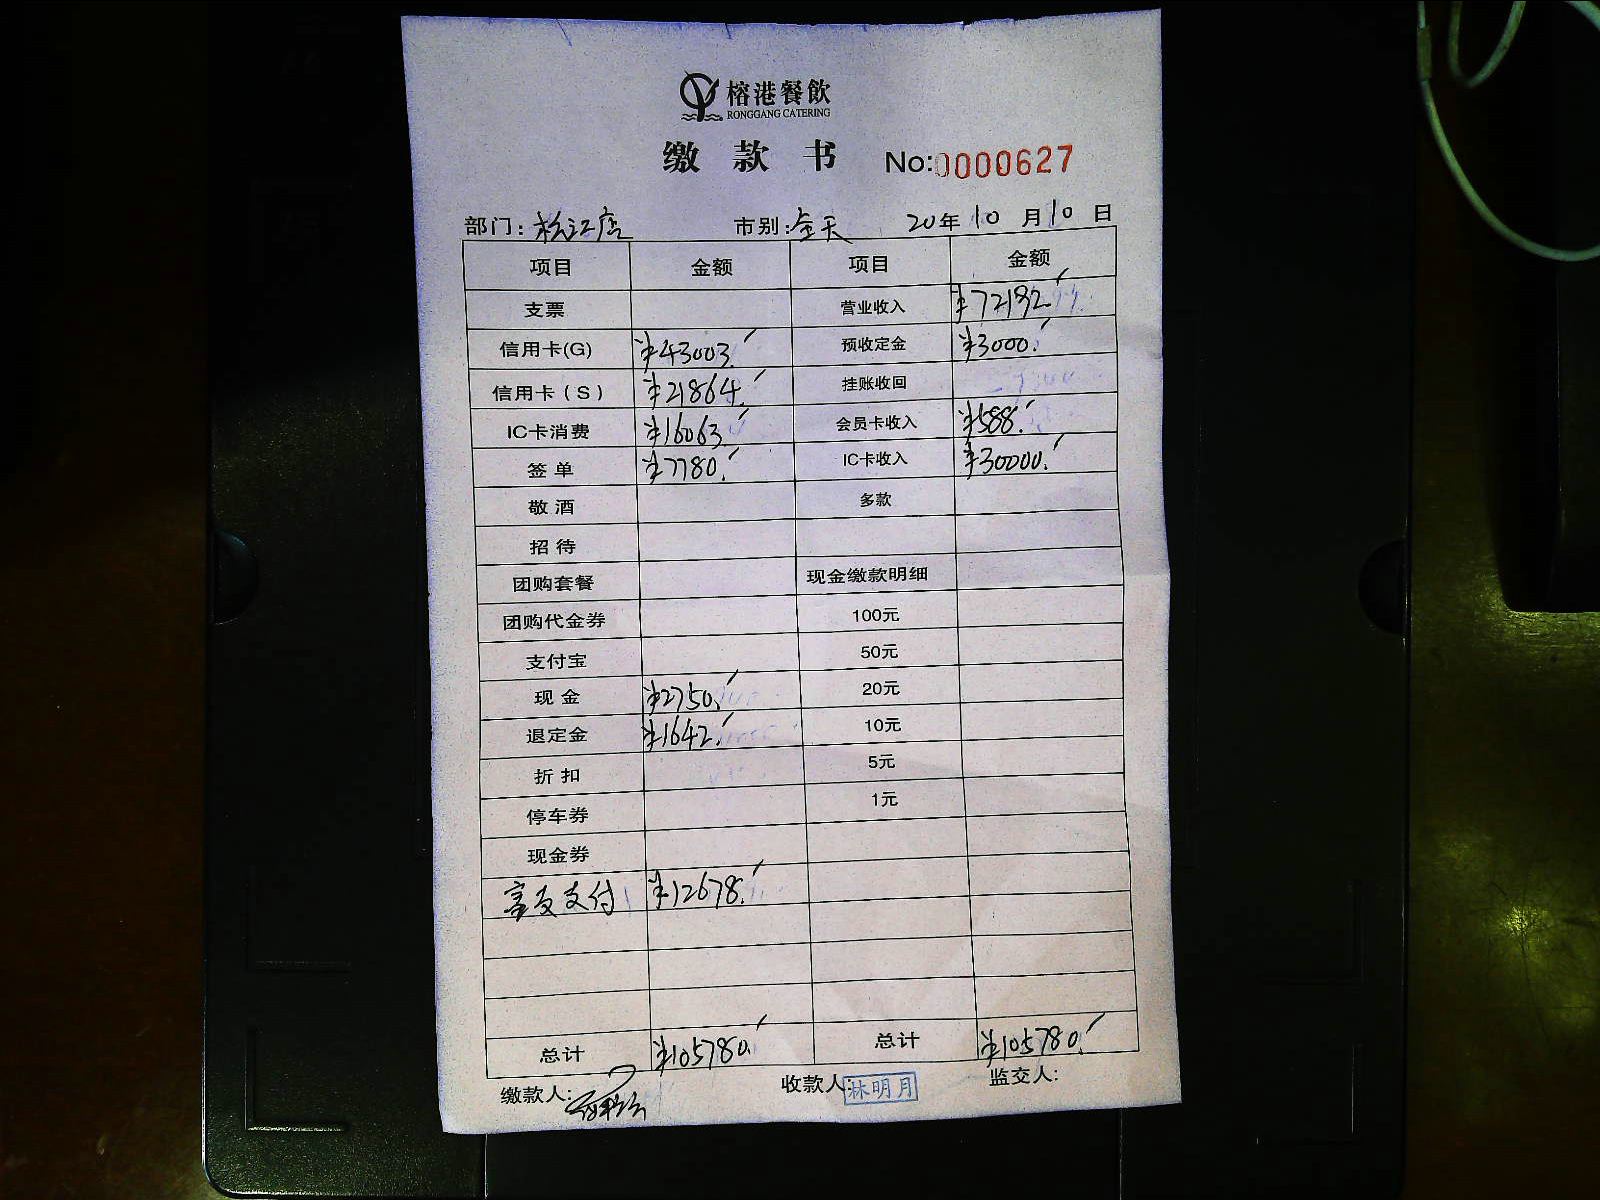 榕港餐飲
RONGGANG CATERING
缴款书 No:0000627
部门:松江店 市别:全天 20年10月10日
项目 金额 项目 金额
支票 营业收入 ¥72192.
信用卡(G) ¥43003. 预收定金 ¥3000.
信用卡(S) ¥21864. 挂账收回
IC卡消费 ¥16063. 会员卡收入 ¥588.
签单 ¥7780. IC卡收入 ¥30000.
敬酒 多款
招待
团购套餐 现金缴款明细
团购代金券 100元
支付宝 50元
现金 ¥2750. 20元
退定金 ¥1642. 10元
折扣 5元
停车券 1元
现金券
支付 ¥12678.
总计 ¥105780. 总计 ¥105780.
缴款人: 收款人:林明月 监交人: